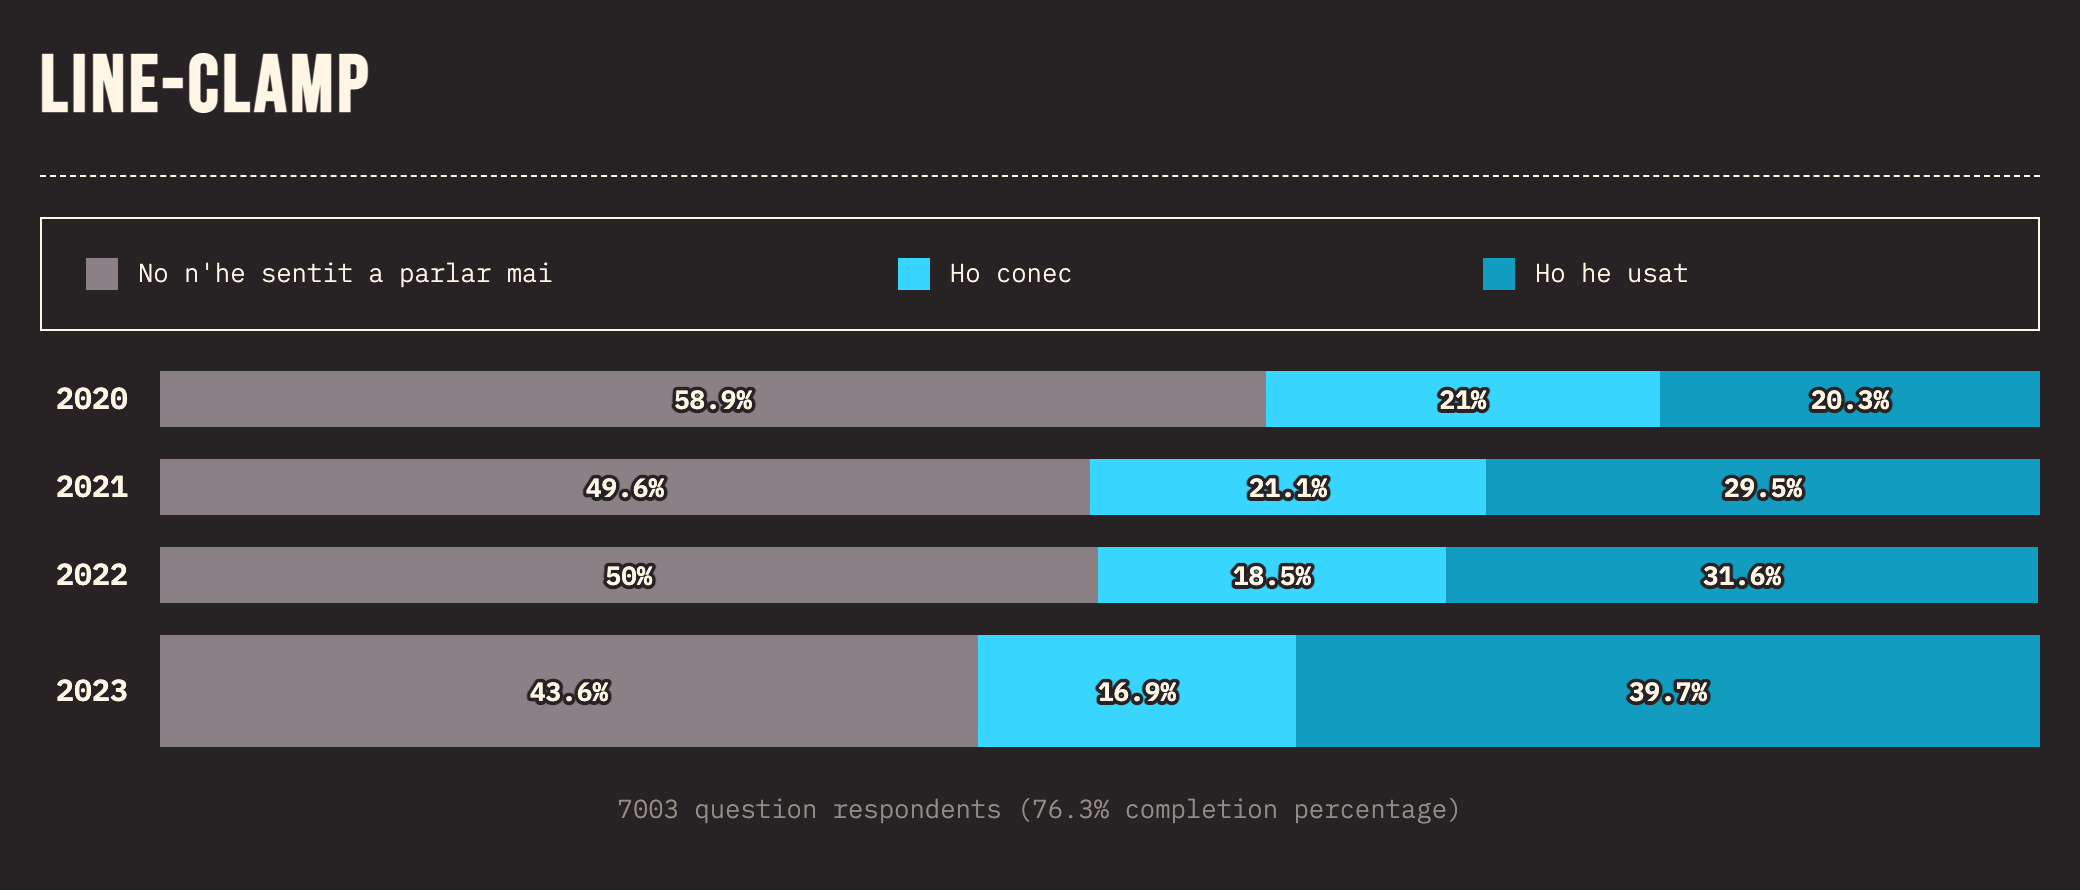 LINE-CLAMP
No n'he sentit a parlar mai Ho conec Ho he usat
2020 58.9% 21% 20.3%
2021 49.6% 21.1% 29.5%
2022 50% 18.5% 31.6%
2023 43.6% 16.9% 39.7%
7003 question respondents (76.3% completion percentage)